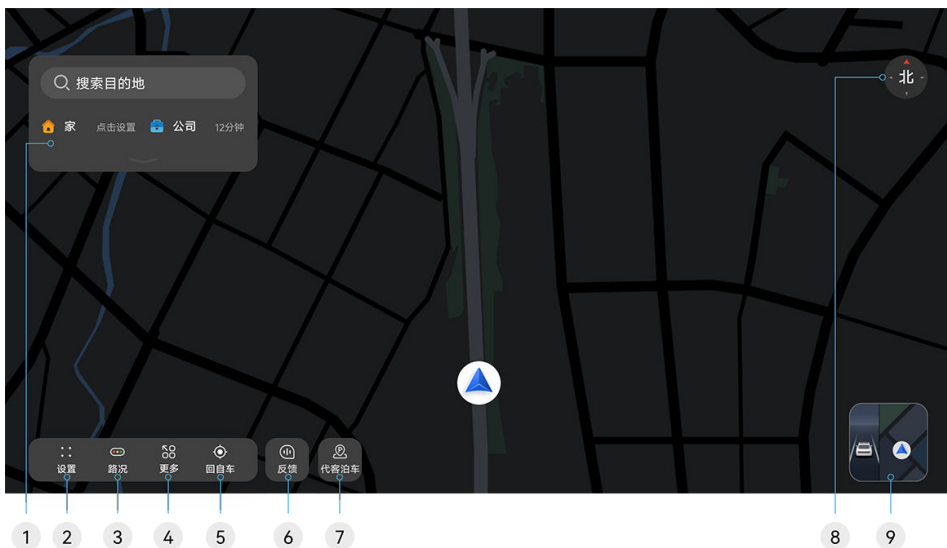 搜索目的地
北
家 点击设置 公司 12分钟
设置 路况 更多 回自车 反馈 代客泊车
1 2 3 4 5 6 7 8 9